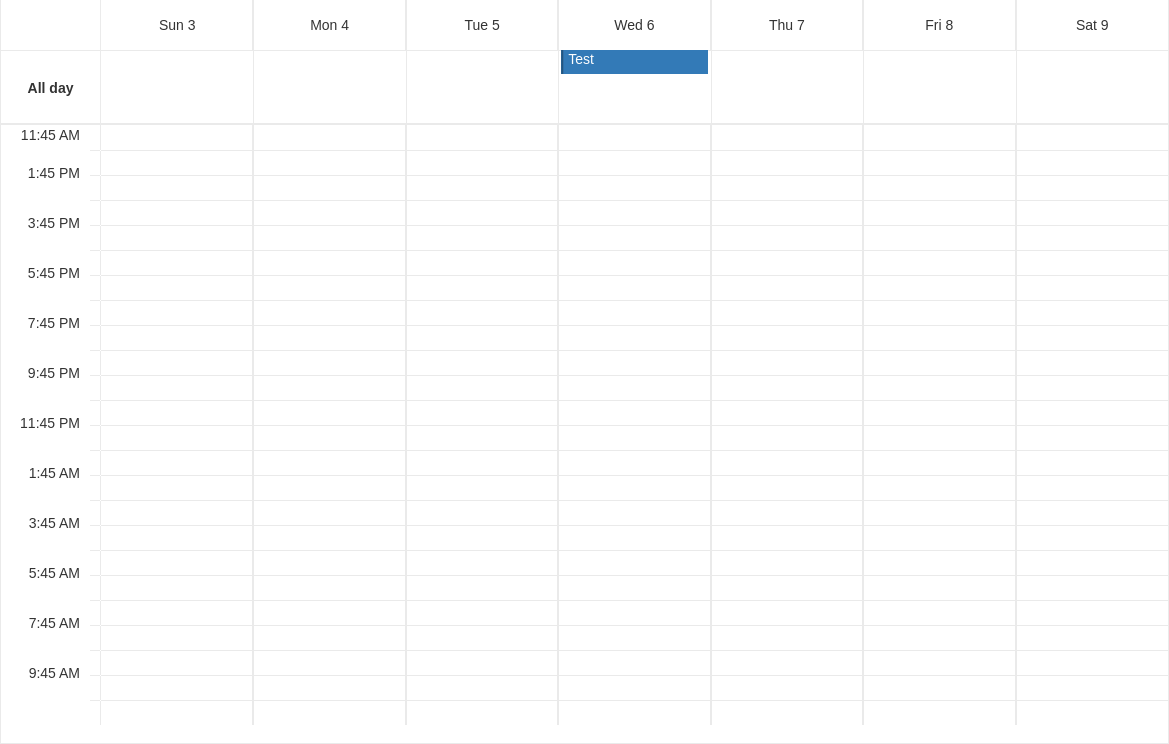 Sun 3 Mon 4 Tue 5 Wed 6 Thu 7 Fri 8 Sat 9
Test
All day
11:45 AM
1:45 PM
3:45 PM
5:45 PM
7:45 PM
9:45 PM
11:45 PM
1:45 AM
3:45 AM
5:45 AM
7:45 AM
9:45 AM